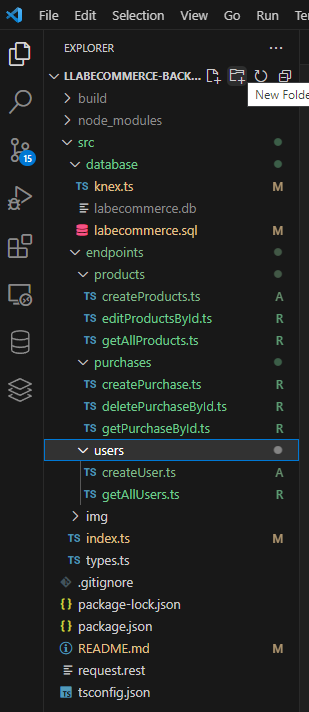 File Edit Selection View Go Run Ter
EXPLORER
LLABECOMMERCE-BACK...
New Folde
build
node_modules
src
database
TS knex.ts M
labecommerce.db
labecommerce.sql M
endpoints
products
TS createProducts.ts A
TS editProductsById.ts R
TS getAllProducts.ts R
purchases
TS createPurchase.ts R
TS deletePurchaseById.ts R
TS getPurchaseById.ts R
users
TS createUser.ts A
TS getAllUsers.ts R
img
TS index.ts M
TS types.ts
.gitignore
package-lock.json
package.json
README.md M
request.rest
TS tsconfig.json
15